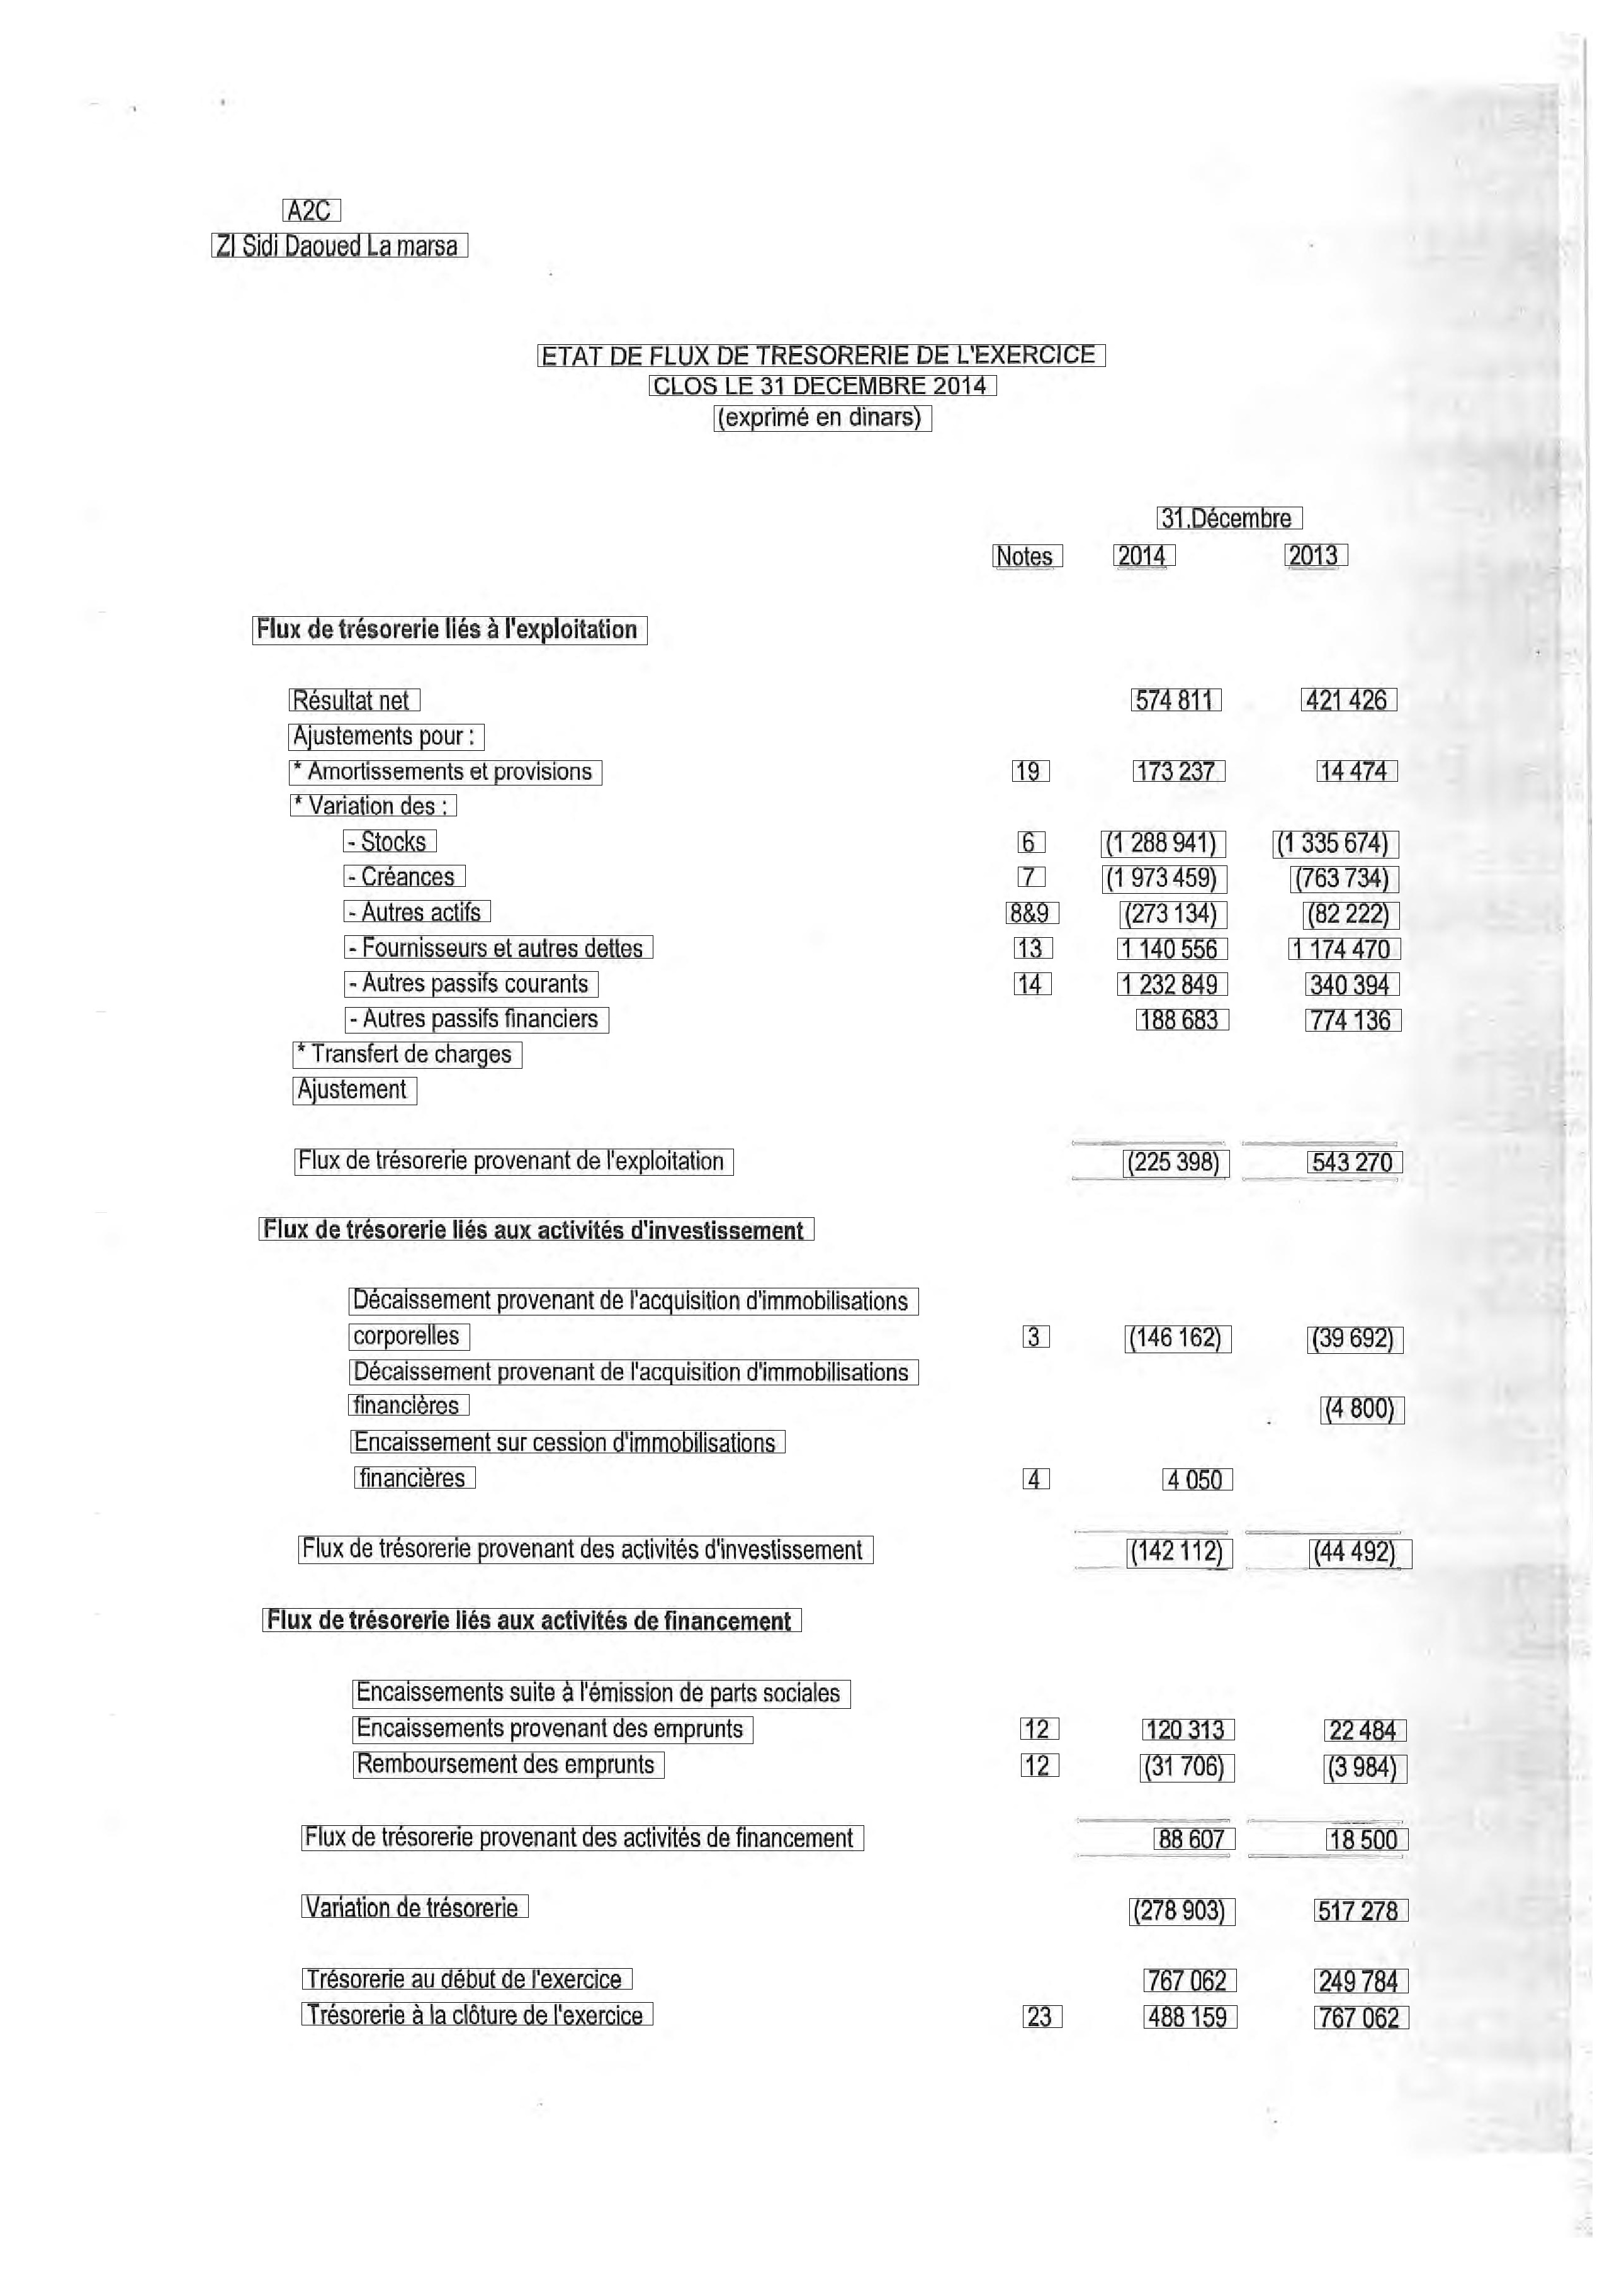 A2C
ZI Sidi Daoued La marsa
ETAT DE FLUX DE TRESORERIE DE L'EXERCICE
CLOS LE 31 DECEMBRE 2014
(exprimé en dinars)
31.Décembre
Notes 2014 2013
Flux de trésorerie liés à l'exploitation
Résultat net 574 811 421 426
Ajustements pour :
* Amortissements et provisions 19 173 237 14 474
* Variation des :
- Stocks 6 (1 288 941) (1 335 674)
- Créances 7 (1 973 459) (763 734)
- Autres actifs 8&9 (273 134) (82 222)
- Fournisseurs et autres dettes 13 1 140 556 1 174 470
- Autres passifs courants 14 1 232 849 340 394
- Autres passifs financiers 188 683 774 136
* Transfert de charges
Ajustement
Flux de trésorerie provenant de l'exploitation (225 398) 543 270
Flux de trésorerie liés aux activités d'investissement
Décaissement provenant de l'acquisition d'immobilisations
corporelles 3 (146 162) (39 692)
Décaissement provenant de l'acquisition d'immobilisations
financières (4 800)
Encaissement sur cession d'immobilisations
financières 4 4 050
Flux de trésorerie provenant des activités d'investissement (142 112) (44 492)
Flux de trésorerie liés aux activités de financement
Encaissements suite à l'émission de parts sociales
Encaissements provenant des emprunts 12 120 313 22 484
Remboursement des emprunts 12 (31 706) (3 984)
Flux de trésorerie provenant des activités de financement 88 607 18 500
Variation de trésorerie (278 903) 517 278
Trésorerie au début de l'exercice 767 062 249 784
Trésorerie à la clôture de l'exercice 23 488 159 767 062